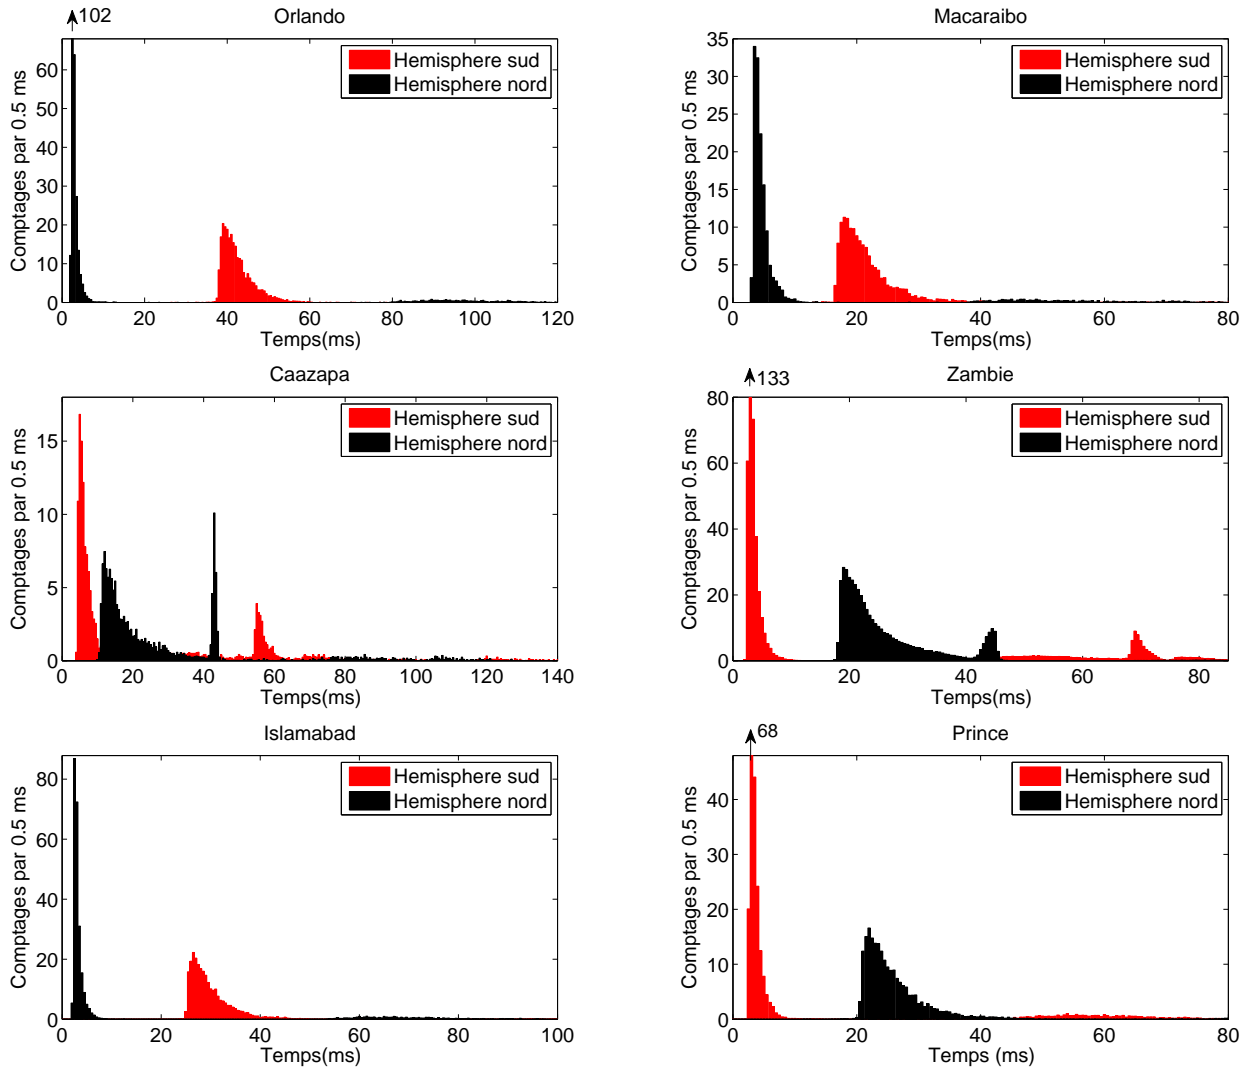 Orlando
102
Comptages par 0.5 ms
60
50
40
30
20
10
0
Hemisphere sud
Hemisphere nord
0 20 40 60 80 100 120
Temps(ms)
Macaraibo
Comptages par 0.5 ms
35
30
25
20
15
10
5
0
Hemisphere sud
Hemisphere nord
0 20 40 60 80
Temps(ms)
Caazapa
Comptages par 0.5 ms
15
10
5
0
Hemisphere sud
Hemisphere nord
0 20 40 60 80 100 120 140
Temps(ms)
Zambie
133
Comptages par 0.5 ms
80
60
40
20
0
Hemisphere sud
Hemisphere nord
0 20 40 60 80
Temps(ms)
Islamabad
Comptages par 0.5 ms
80
60
40
20
0
Hemisphere sud
Hemisphere nord
0 20 40 60 80 100
Temps(ms)
Prince
68
Comptages par 0.5 ms
40
30
20
10
0
Hemisphere sud
Hemisphere nord
0 20 40 60 80
Temps (ms)